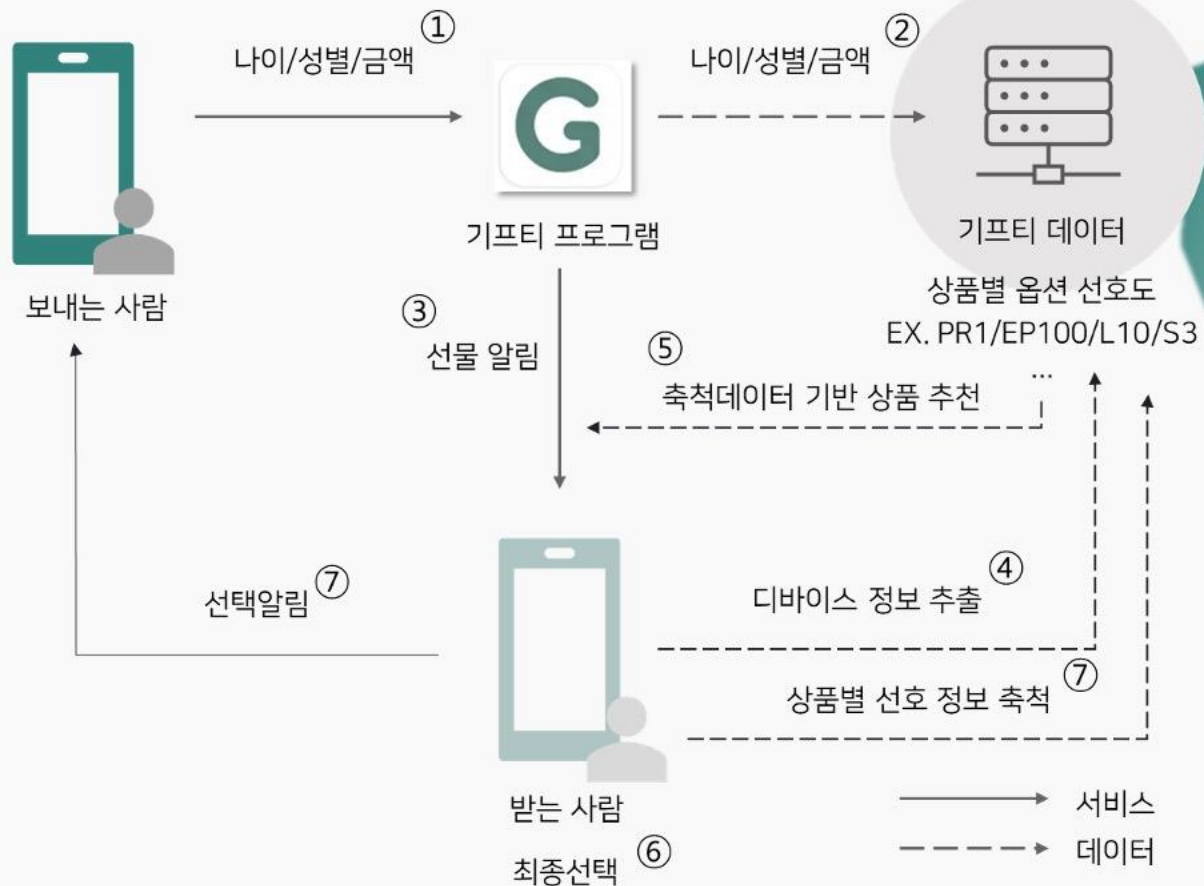 나이/성별/금액 ①
나이/성별/금액 ②
G
기프티 프로그램
기프티 데이터
보내는 사람
상품별 옵션 선호도
EX. PR1/EP100/L10/S3
...
③
선물 알림
⑤
축척데이터 기반 상품 추천
선택알림 ⑦
디바이스 정보 추출 ④
상품별 선호 정보 축척 ⑦
받는 사람
최종선택 ⑥
서비스
데이터